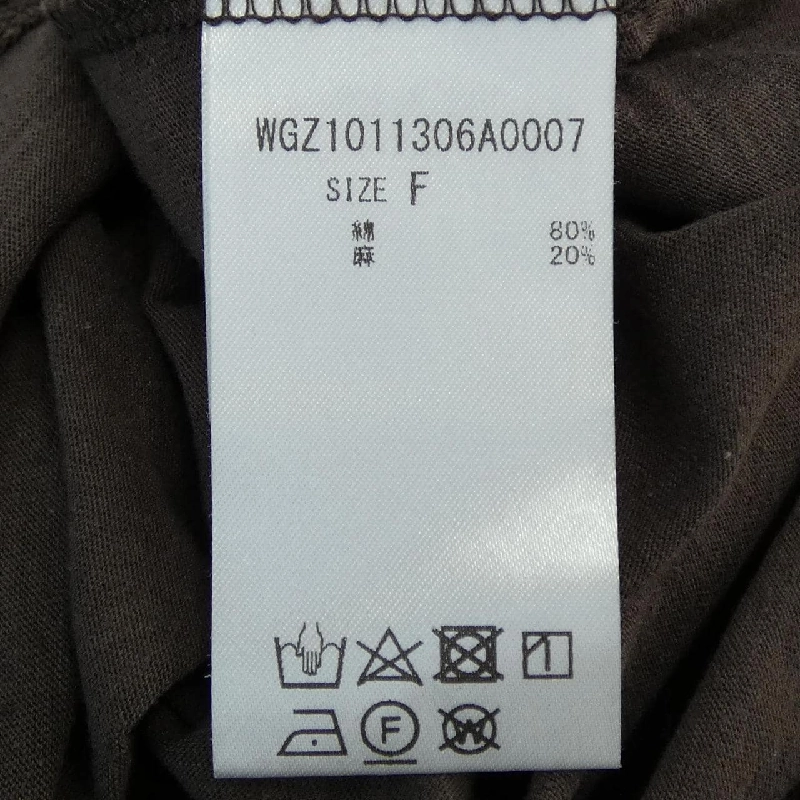 WGZ1011306A0007
SIZE F
綿 80%
麻 20%
F W